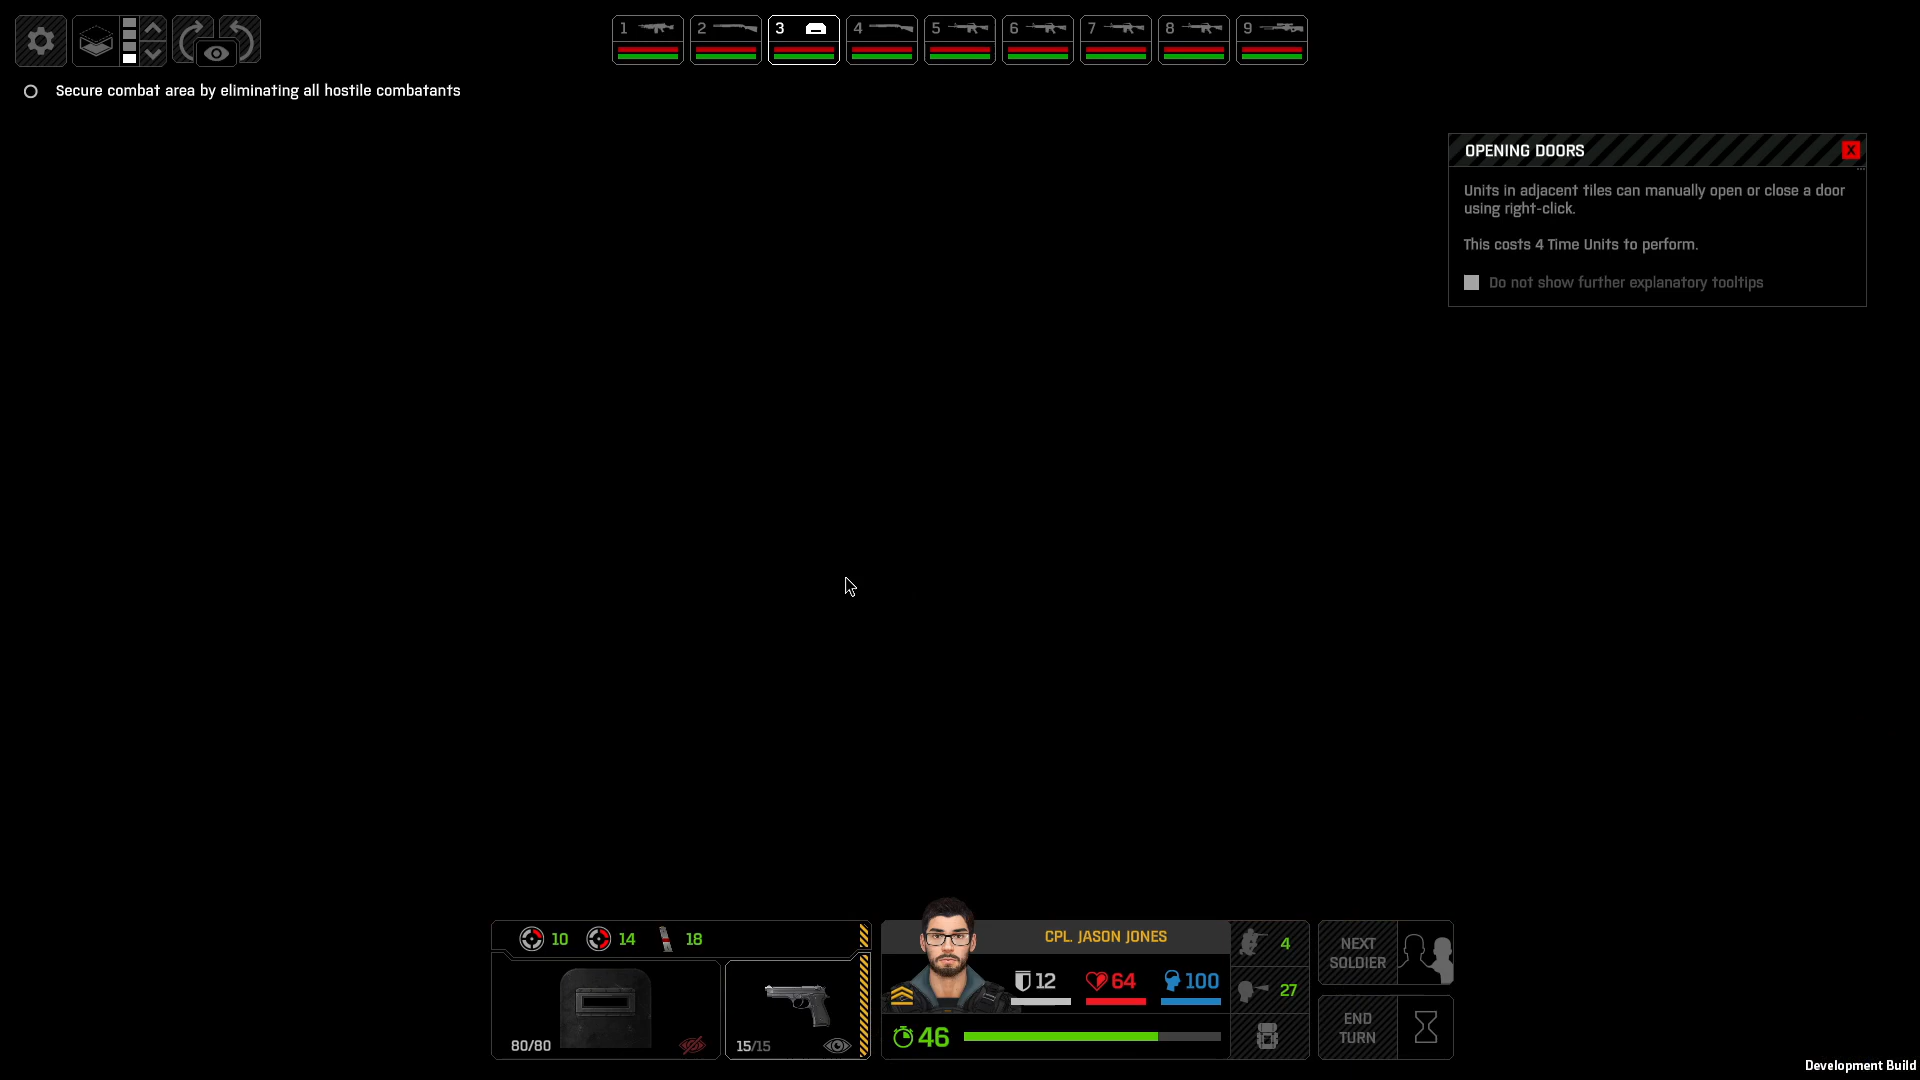 1 2 3 4 5 6 7 8 9
Secure combat area by eliminating all hostile combatants
OPENING DOORS
X
Units in adjacent tiles can manually open or close a door
using right-click.
This costs 4 Time Units to perform.
Do not show further explanatory tooltips
10 14 18
80/80
15/15
CPL. JASON JONES
12 64 100
46
4
27
NEXT
SOLDIER
END
TURN
Development Build